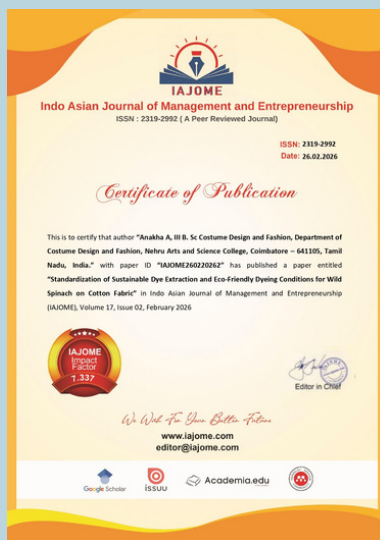 IAJOME
Indo Asian Journal of Management and Entrepreneurship
ISSN : 2319-2992 ( A Peer Reviewed Journal)
ISSN: 2319-2992
Date: 26.02.2026
Certificate of Publication
This is to certify that author "Anakha A, III B. Sc Costume Design and Fashion, Department of
Costume Design and Fashion, Nehru Arts and Science College, Coimbatore – 641105, Tamil
Nadu, India." with paper ID "IAJOME260220262" has published a paper entitled
"Standardization of Sustainable Dye Extraction and Eco-Friendly Dyeing Conditions for Wild
Spinach on Cotton Fabric" in Indo Asian Journal of Management and Entrepreneurship
(IAJOME), Volume 17, Issue 02, February 2026
IAJOME
Impact
Factor
7.337
Editor in Chief
We Wish For Your Better Future
www.iajome.com
editor@iajome.com
Google Scholar
issuu
Academia.edu